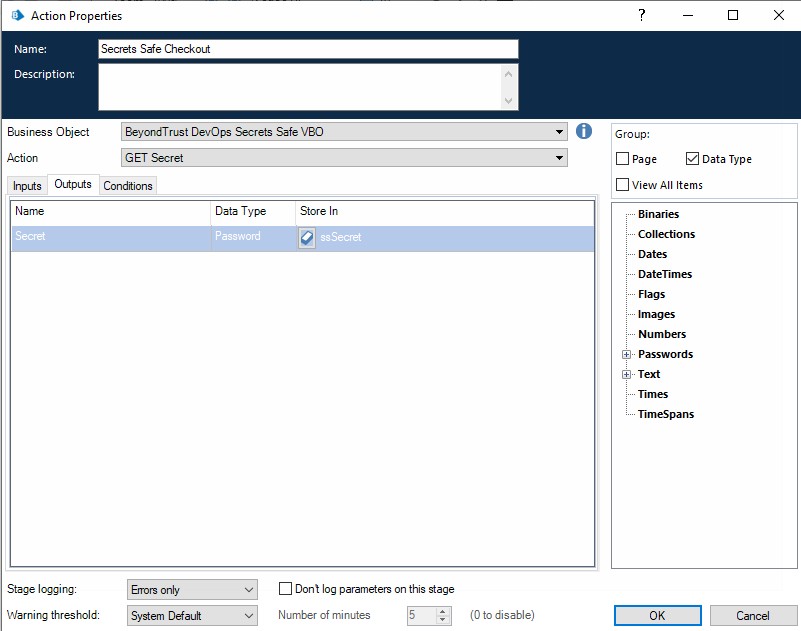 Action Properties
?
Name:
Secrets Safe Checkout
Description:
Business Object
BeyondTrust DevOps Secrets Safe VBO
i
Action
GET Secret
Group:
Page
Data Type
View All Items
Inputs
Outputs
Conditions
Name
Data Type
Store In
Secret
Password
ssSecret
Binaries
Collections
Dates
DateTimes
Flags
Images
Numbers
Passwords
Text
Times
TimeSpans
Stage logging:
Errors only
Don't log parameters on this stage
Warning threshold:
System Default
Number of minutes
5
(0 to disable)
OK
Cancel